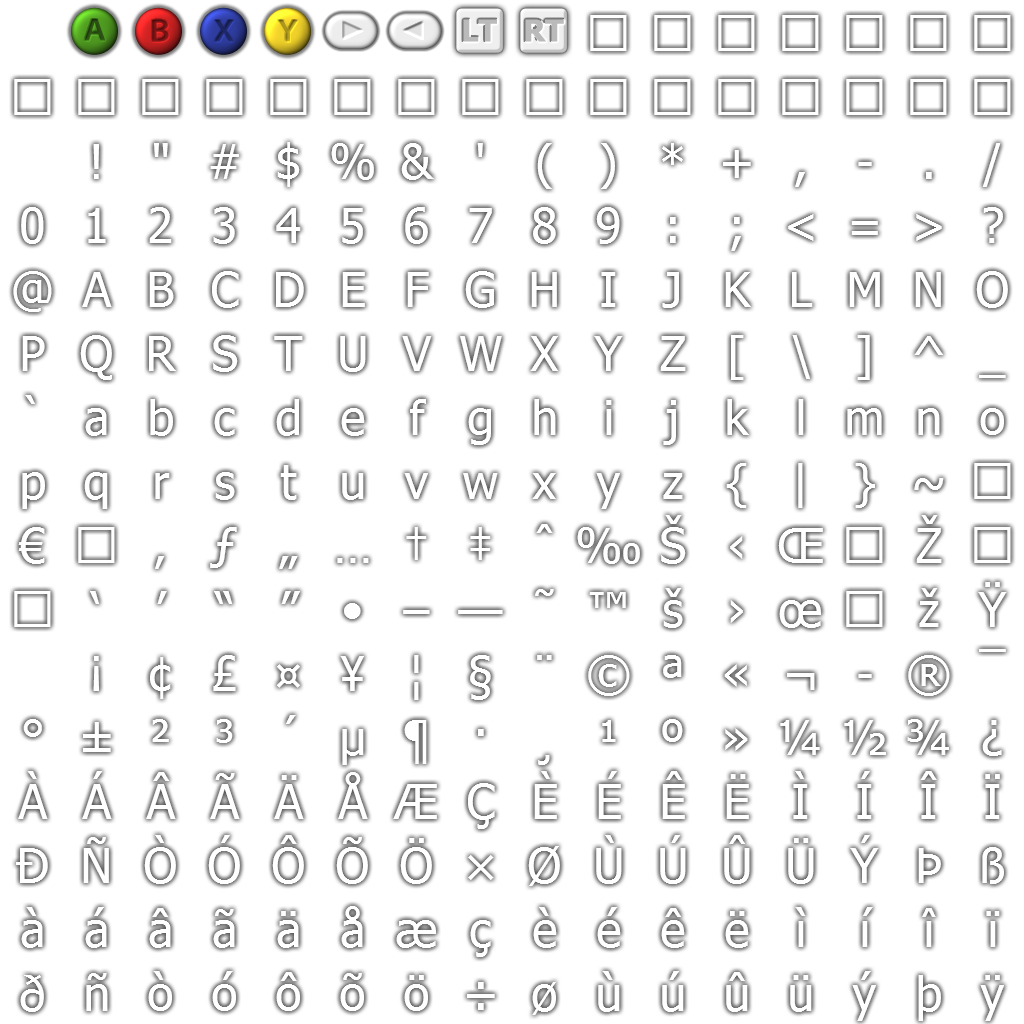 A B X Y ► ◄ LT RT □ □ □ □ □ □ □
□ □ □ □ □ □ □ □ □ □ □ □ □ □ □ □
! " # $ % & ' ( ) * + , - . /
0 1 2 3 4 5 6 7 8 9 : ; < = > ?
@ A B C D E F G H I J K L M N O
P Q R S T U V W X Y Z [ \ ] ^ _
` a b c d e f g h i j k l m n o
p q r s t u v w x y z { | } ~ □
€ □ ‚ ƒ „ … † ‡ ˆ ‰ Š ‹ Œ □ Ž □
□ ‘ ’ “ ” • – — ˜ ™ š › œ □ ž Ÿ
¡ ¢ £ ¤ ¥ ¦ § ¨ © ª « ¬ - ® ¯
° ± ² ³ ´ µ ¶ · ¸ ¹ º » ¼ ½ ¾ ¿
À Á Â Ã Ä Å Æ Ç È É Ê Ë Ì Í Î Ï
Ð Ñ Ò Ó Ô Õ Ö × Ø Ù Ú Û Ü Ý Þ ß
à á â ã ä å æ ç è é ê ë ì í î ï
ð ñ ò ó ô õ ö ÷ ø ù ú û ü ý þ ÿ